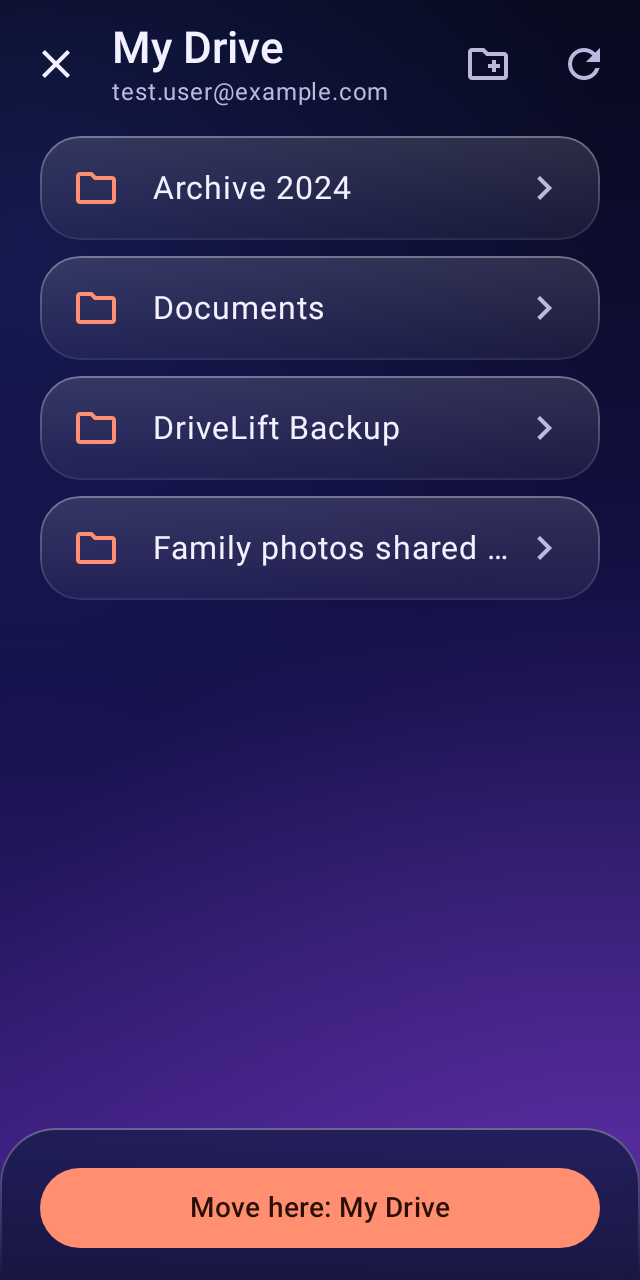 My Drive
test.user@example.com
Archive 2024
Documents
DriveLift Backup
Family photos shared …
Move here: My Drive